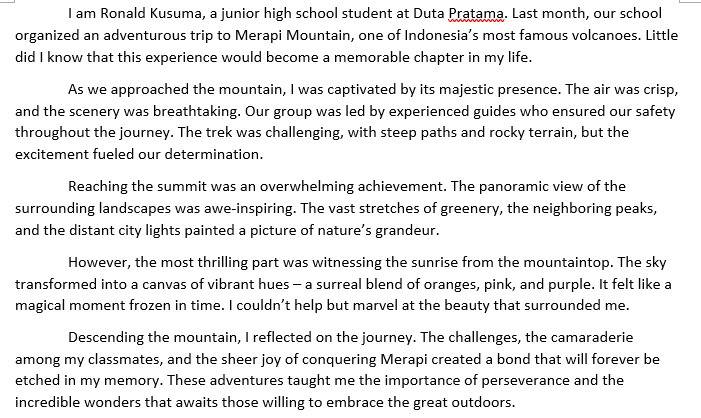 I am Ronald Kusuma, a junior high school student at Duta Pratama. Last month, our school
organized an adventurous trip to Merapi Mountain, one of Indonesia’s most famous volcanoes. Little
did I know that this experience would become a memorable chapter in my life.
As we approached the mountain, I was captivated by its majestic presence. The air was crisp,
and the scenery was breathtaking. Our group was led by experienced guides who ensured our safety
throughout the journey. The trek was challenging, with steep paths and rocky terrain, but the
excitement fueled our determination.
Reaching the summit was an overwhelming achievement. The panoramic view of the
surrounding landscapes was awe-inspiring. The vast stretches of greenery, the neighboring peaks,
and the distant city lights painted a picture of nature’s grandeur.
However, the most thrilling part was witnessing the sunrise from the mountaintop. The sky
transformed into a canvas of vibrant hues – a surreal blend of oranges, pink, and purple. It felt like a
magical moment frozen in time. I couldn’t help but marvel at the beauty that surrounded me.
Descending the mountain, I reflected on the journey. The challenges, the camaraderie
among my classmates, and the sheer joy of conquering Merapi created a bond that will forever be
etched in my memory. These adventures taught me the importance of perseverance and the
incredible wonders that awaits those willing to embrace the great outdoors.